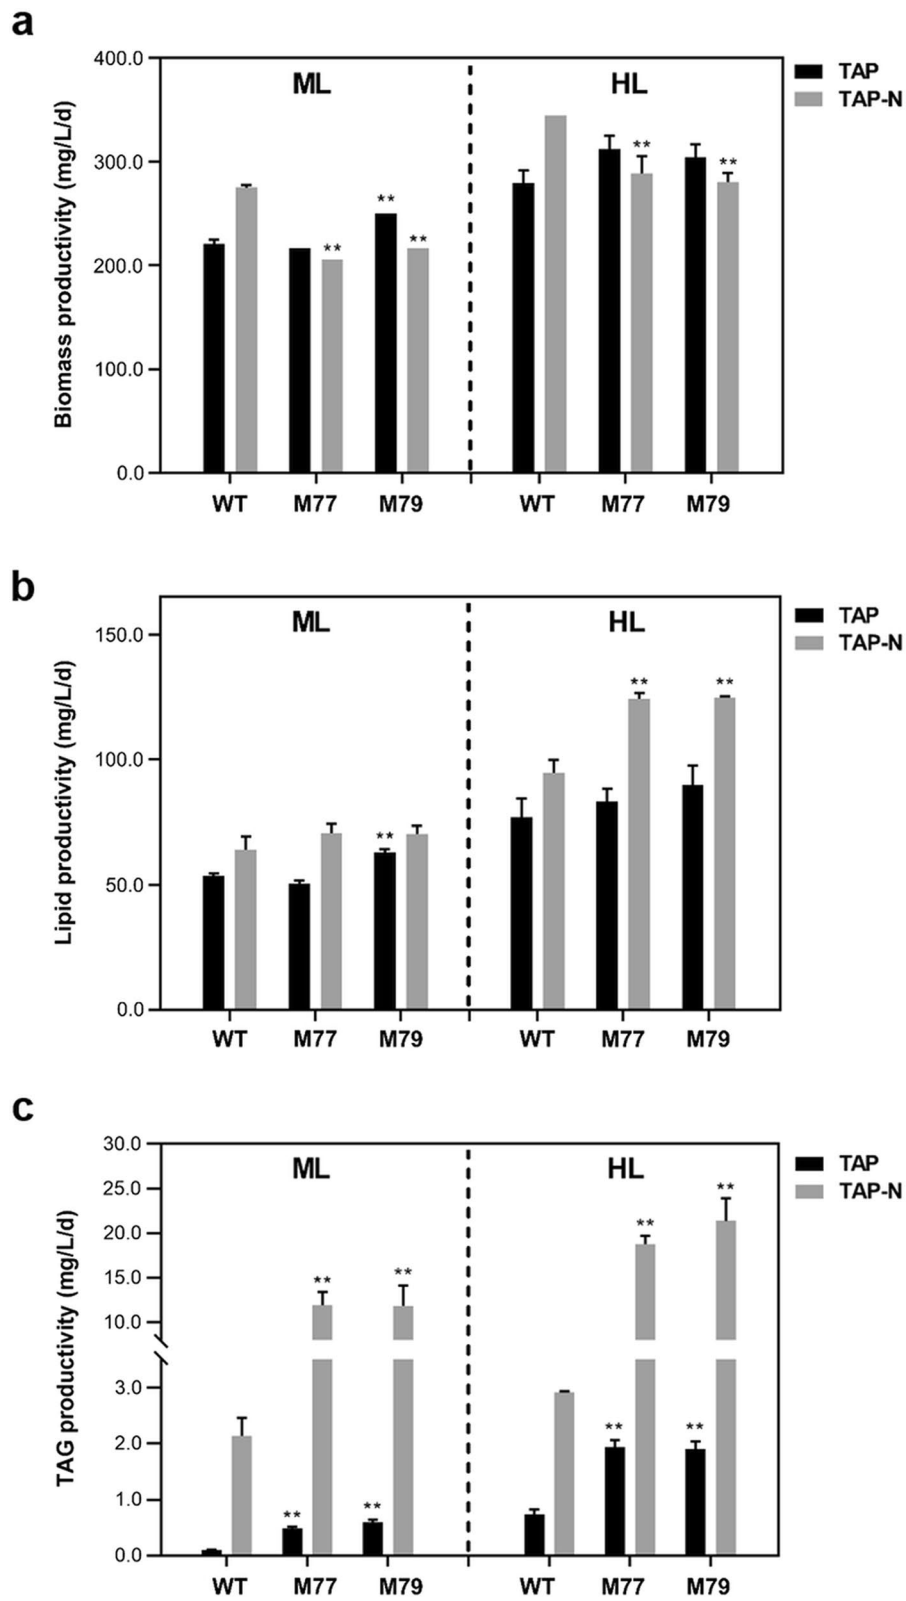 a
400.0
300.0
200.0
100.0
0.0
Biomass productivity (mg/L/d)
ML
HL
TAP
TAP-N
**
**
**
**
**
WT
M77
M79
WT
M77
M79
b
150.0
100.0
50.0
0.0
Lipid productivity (mg/L/d)
ML
HL
TAP
TAP-N
**
**
**
WT
M77
M79
WT
M77
M79
c
30.0
25.0
20.0
15.0
10.0
3.0
2.0
1.0
0.0
TAG productivity (mg/L/d)
ML
HL
TAP
TAP-N
**
**
**
**
**
**
**
**
WT
M77
M79
WT
M77
M79